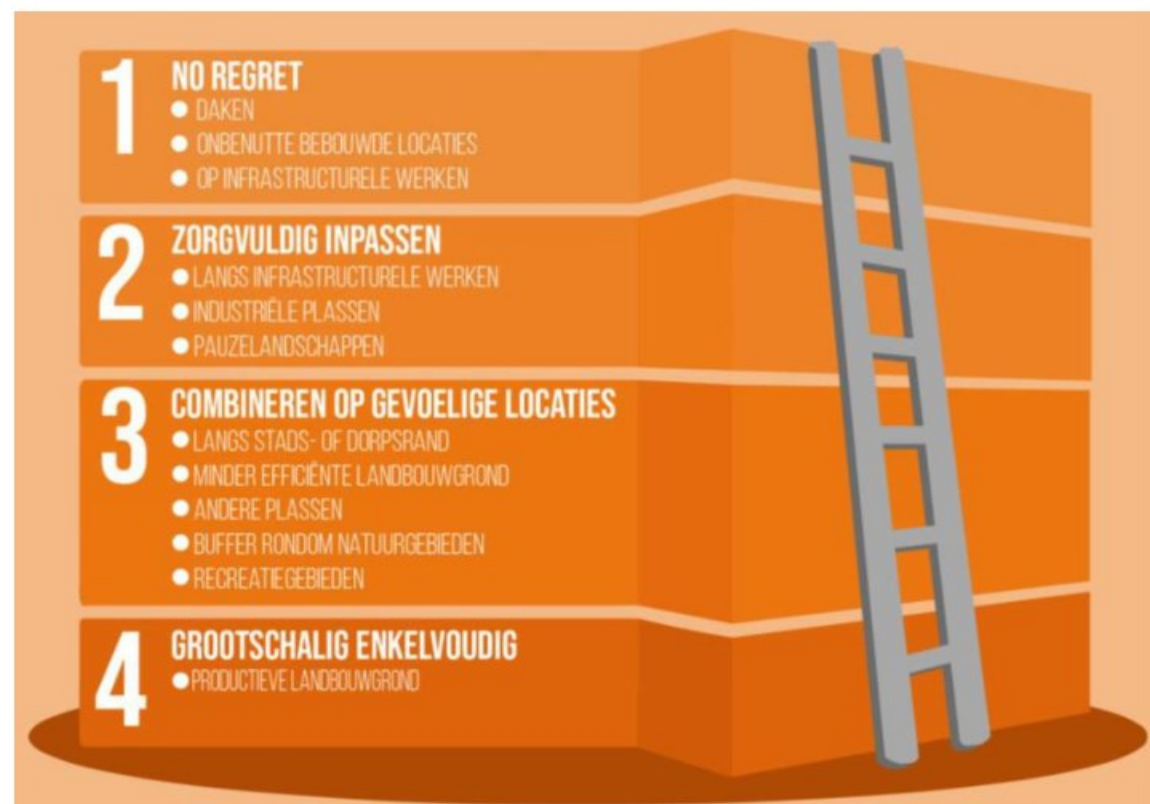 1
NO REGRET
● DAKEN
● ONBENUTTE BEBOUWDE LOCATIES
● OP INFRASTRUCTURELE WERKEN
2
ZORGVULDIG INPASSEN
● LANGS INFRASTRUCTURELE WERKEN
● INDUSTRIËLE PLASSEN
● PAUZELANDSCHAPPEN
3
COMBINEREN OP GEVOELIGE LOCATIES
● LANGS STADS- OF DORPSRAND
● MINDER EFFICIËNTE LANDBOUWGROND
● ANDERE PLASSEN
● BUFFER RONDOM NATUURGEBIEDEN
● RECREATIEGEBIEDEN
4
GROOTSCHALIG ENKELVOUDIG
● PRODUCTIEVE LANDBOUWGROND